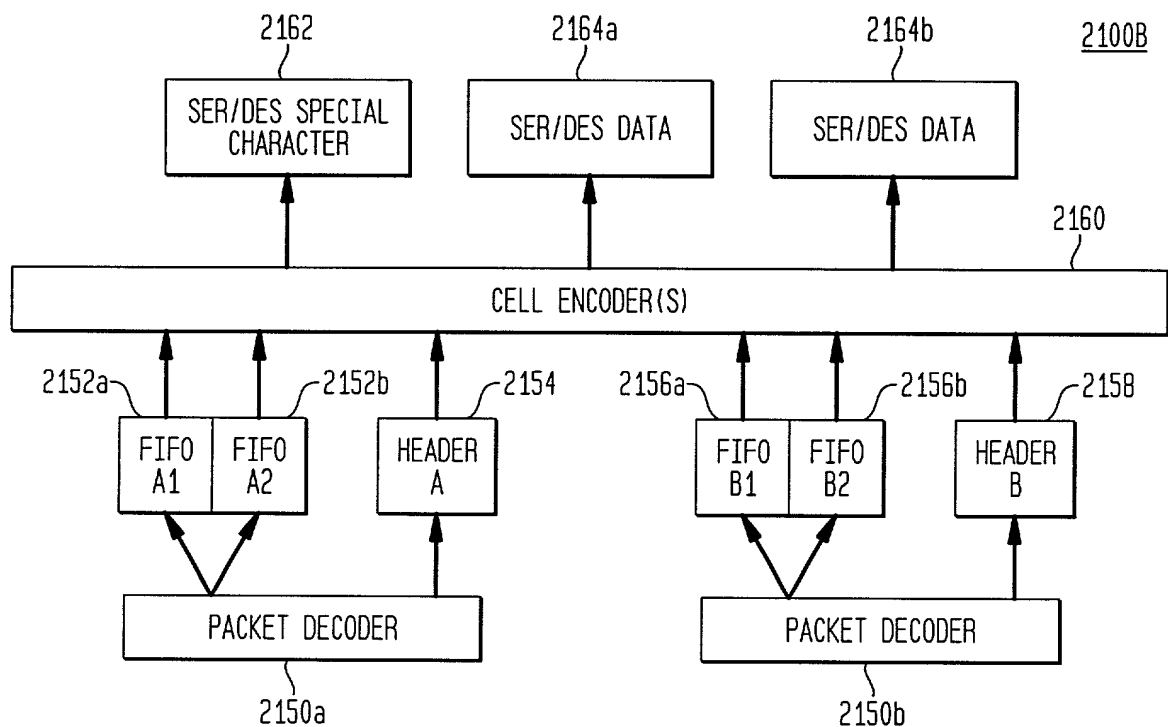 2162
2164a
2164b
2100B
SER/DES SPECIAL
CHARACTER
SER/DES DATA
SER/DES DATA
2160
CELL ENCODER(S)
2152a
2152b
2154
2156a
2156b
2158
FIFO
A1
FIFO
A2
HEADER
A
FIFO
B1
FIFO
B2
HEADER
B
PACKET DECODER
PACKET DECODER
2150a
2150b